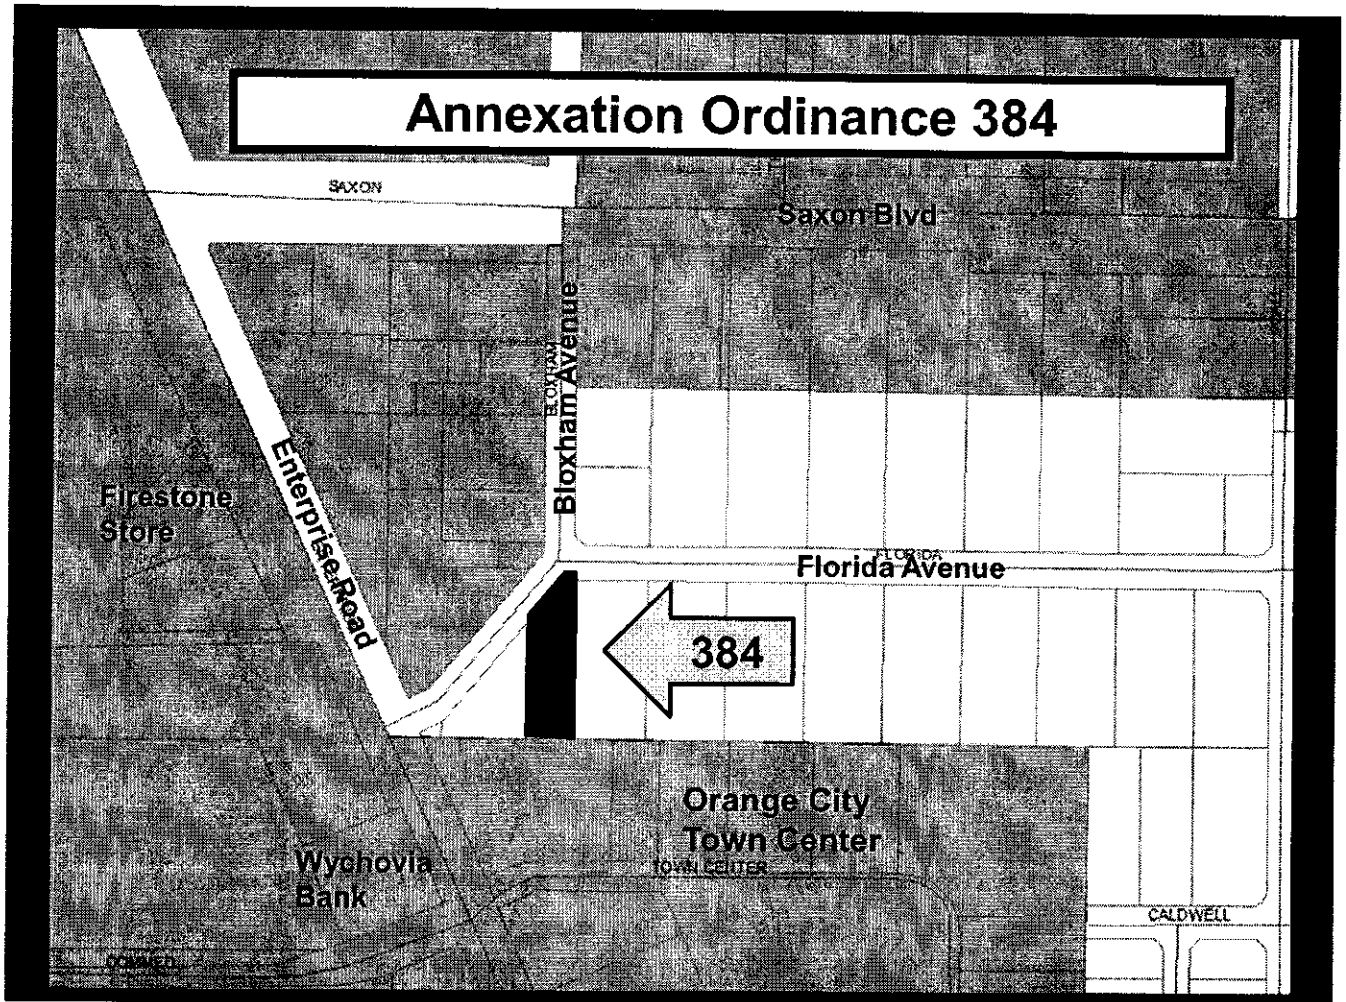 Annexation Ordinance 384
SAXON
Saxon Blvd
BLOXHAM
Bloxham Avenue
Enterprise Road
Firestone
Store
FLORIDA
Florida Avenue
384
Orange City
Town Center
TOWN CENTER
Wychovia
Bank
CALDWELL